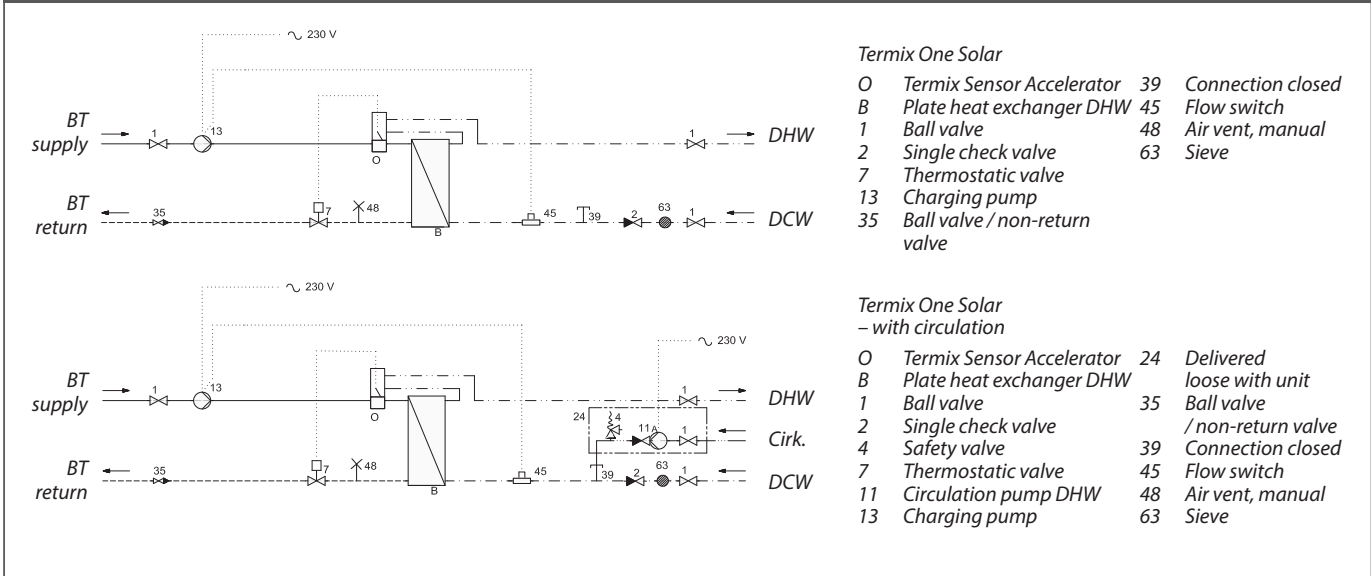 230 V
BT
supply
1
13
O
1
DHW
BT
return
35
7
48
B
45
39
2
63
1
DCW
Termix One Solar
O Termix Sensor Accelerator 39 Connection closed
B Plate heat exchanger DHW 45 Flow switch
1 Ball valve 48 Air vent, manual
2 Single check valve 63 Sieve
7 Thermostatic valve
13 Charging pump
35 Ball valve / non-return
valve
230 V
230 V
BT
supply
1
13
O
1
DHW
24
4
11A
1
Cirk.
BT
return
35
7
48
B
45
39
2
63
1
DCW
Termix One Solar
– with circulation
O Termix Sensor Accelerator 24 Delivered
B Plate heat exchanger DHW loose with unit
1 Ball valve 35 Ball valve
2 Single check valve / non-return valve
4 Safety valve 39 Connection closed
7 Thermostatic valve 45 Flow switch
11 Circulation pump DHW 48 Air vent, manual
13 Charging pump 63 Sieve